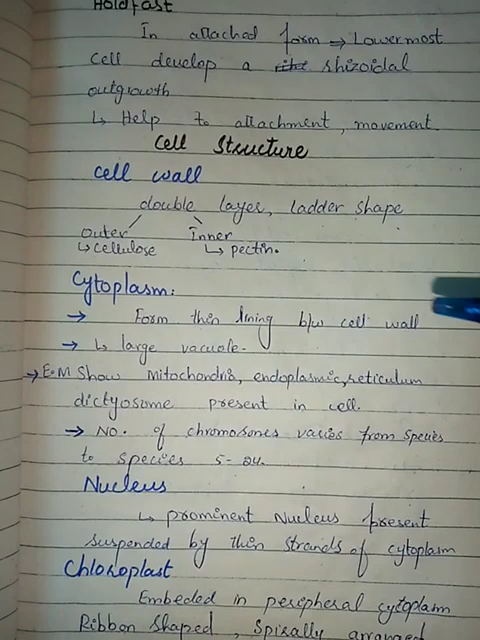 Holdfast
In attached form ⇒ Lowermost
cell develop a rhizoidal
outgrowth
↳ Help to attachment, movement.
Cell Structure
Cell wall
double layer, ladder shape
outer Inner
↳ cellulose ↳ pectin.
Cytoplasm:
→ Form thin lining b/w cell wall
→ ↳ large vacuole.
→ E.M Show mitochondria, endoplasmic, reticulum
dictyosome present in cell.
→ No. of chromosones varies from species
to species 5-24.
Nucleus
↳ prominent Nucleus present
suspended by thin strands of cytoplasm
Chloroplast
Embeded in peripheral cytoplasm
Ribbon shaped, spirally arranged